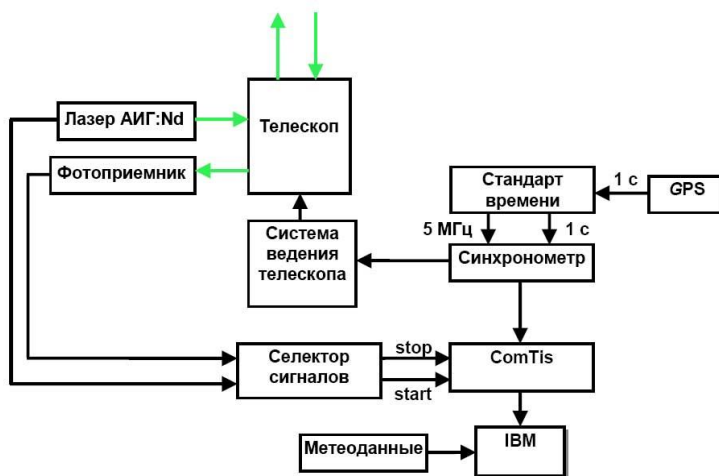 Лазер АИГ:Nd
Телескоп
Фотоприемник
Стандарт
времени
1 с
GPS
Система
ведения
телескопа
5 МГц
1 с
Синхронометр
Селектор
сигналов
stop
start
ComTis
Метеоданные
IBM